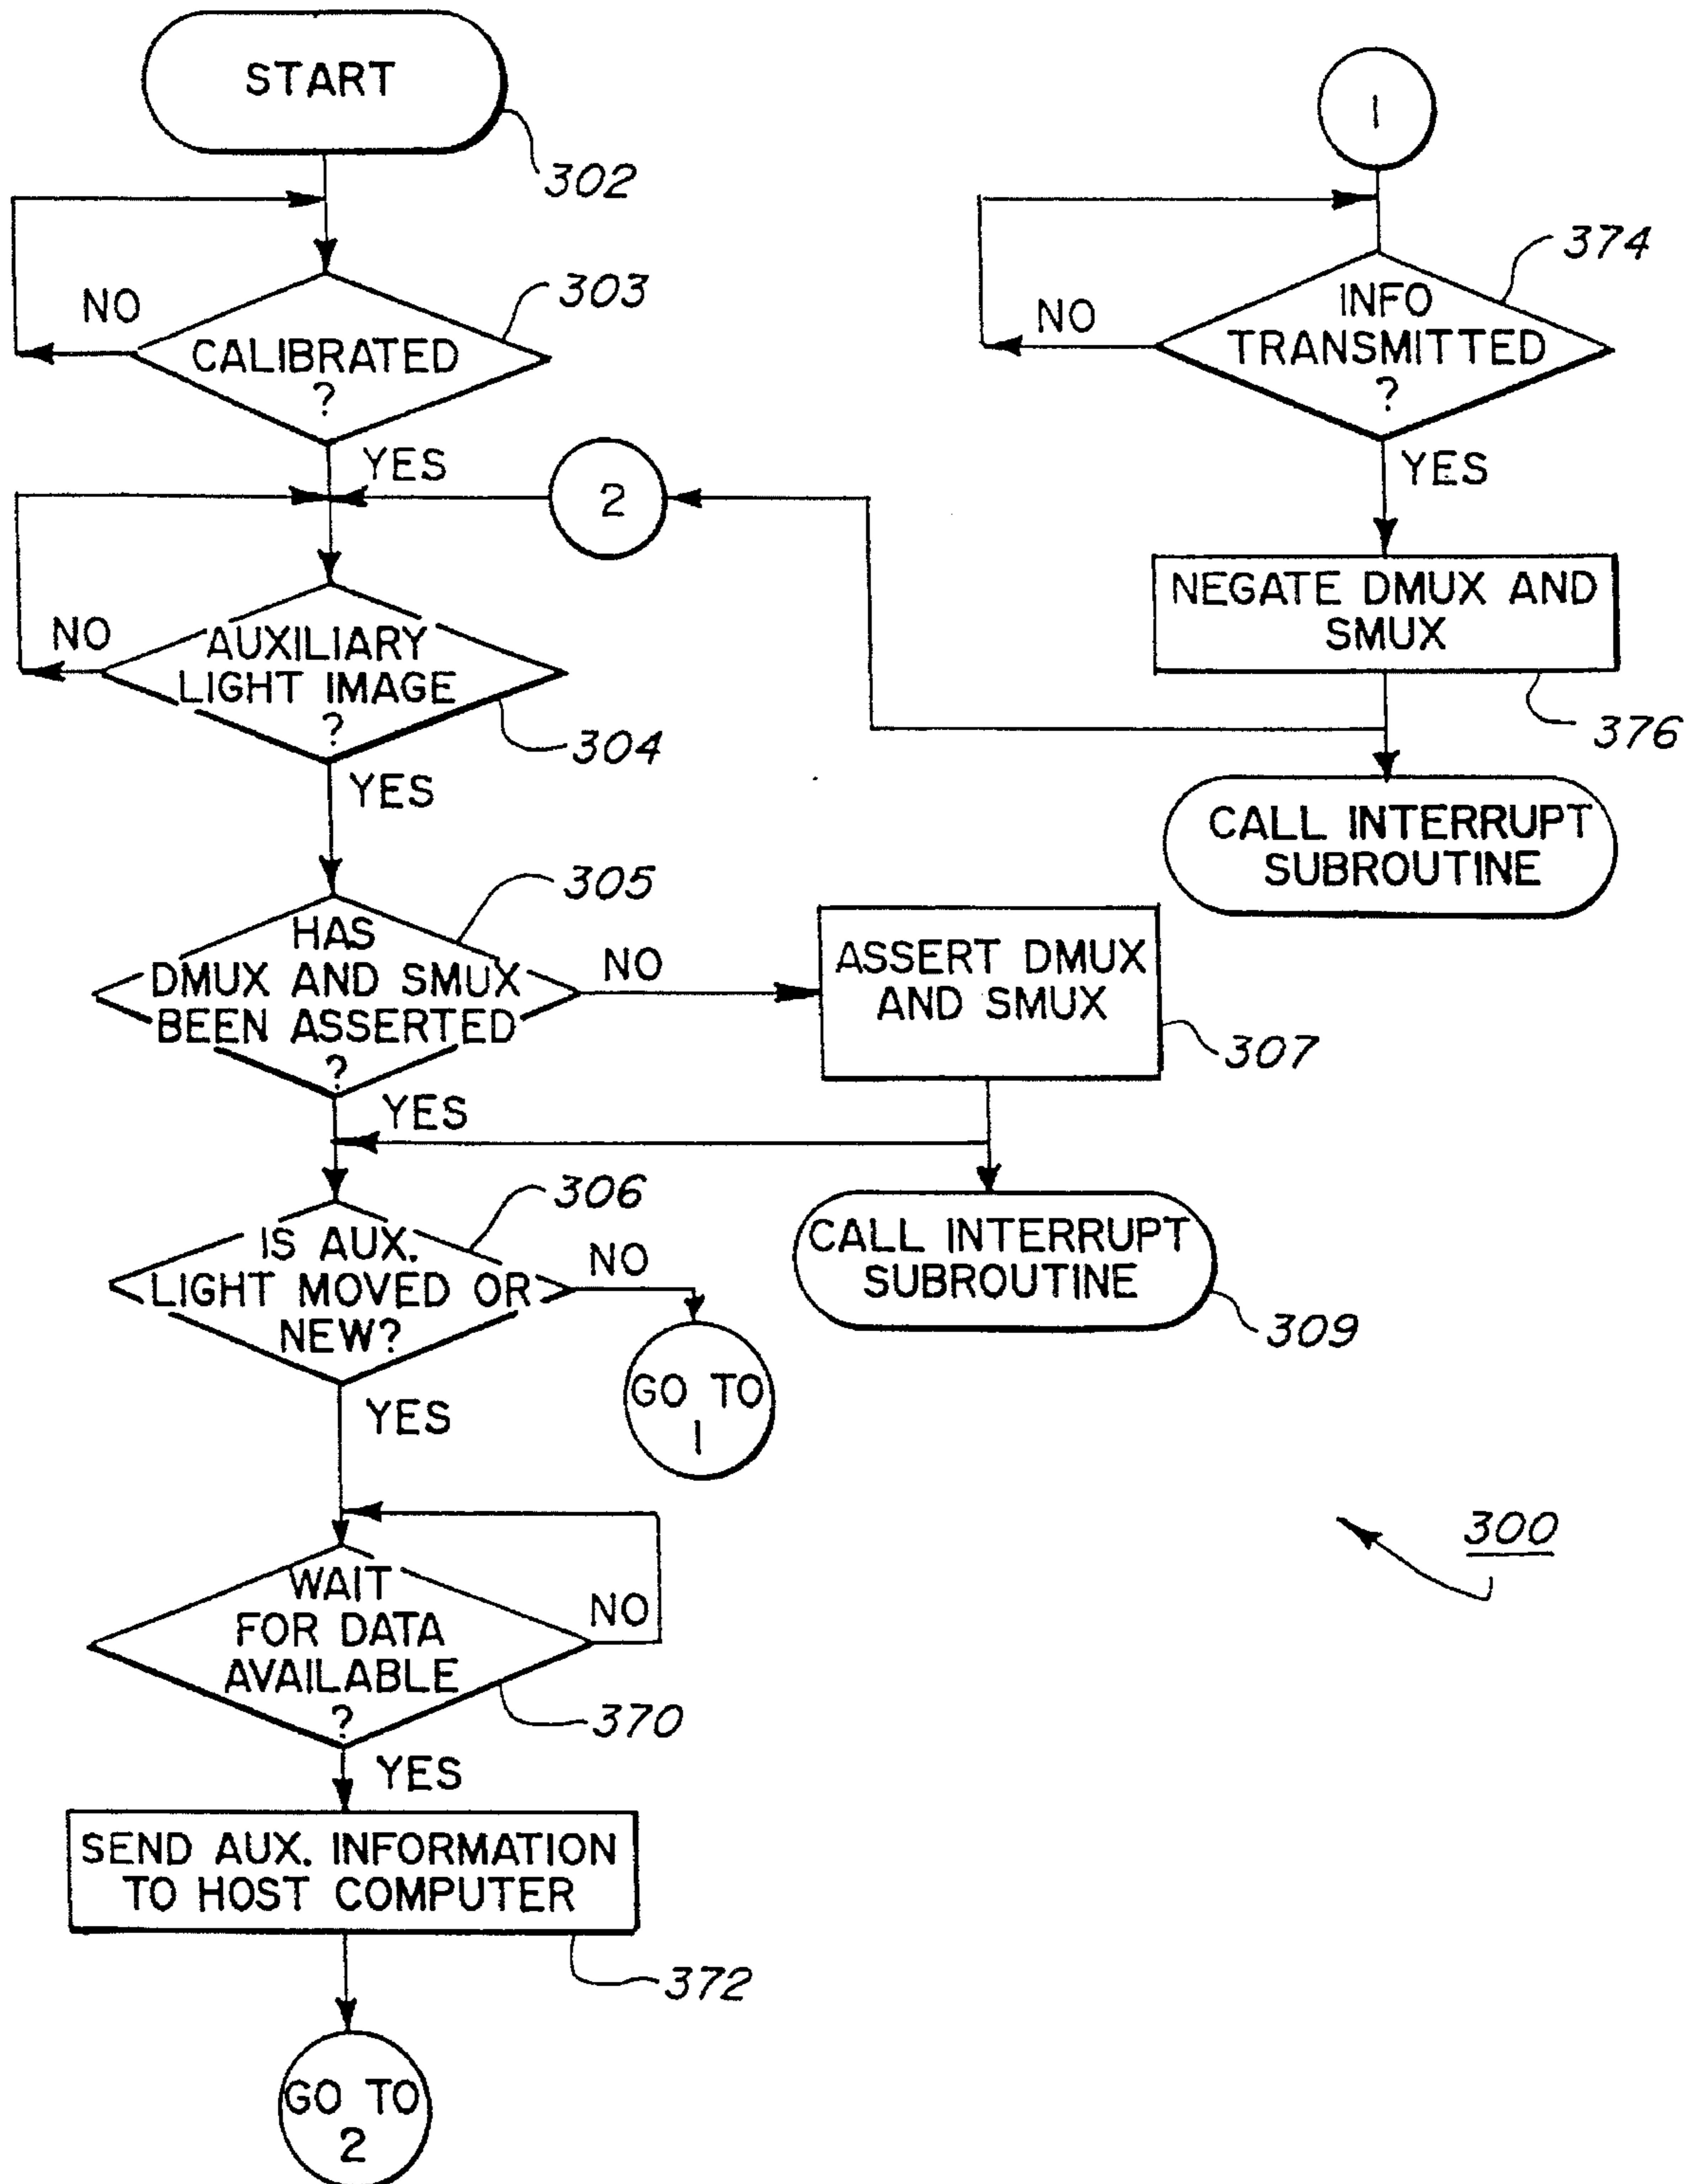 START
302
NO
303
CALIBRATED
?
YES
2
NO
AUXILIARY
LIGHT IMAGE
?
304
YES
305
HAS
DMUX AND SMUX
BEEN ASSERTED
?
NO
ASSERT DMUX
AND SMUX
307
YES
CALL INTERRUPT
SUBROUTINE
309
306
IS AUX.
LIGHT MOVED OR
NEW?
NO
GO TO
1
YES
WAIT
FOR DATA
AVAILABLE
?
NO
370
YES
SEND AUX. INFORMATION
TO HOST COMPUTER
372
GO TO
2
1
374
INFO
TRANSMITTED
?
NO
YES
NEGATE DMUX AND
SMUX
376
CALL INTERRUPT
SUBROUTINE
300